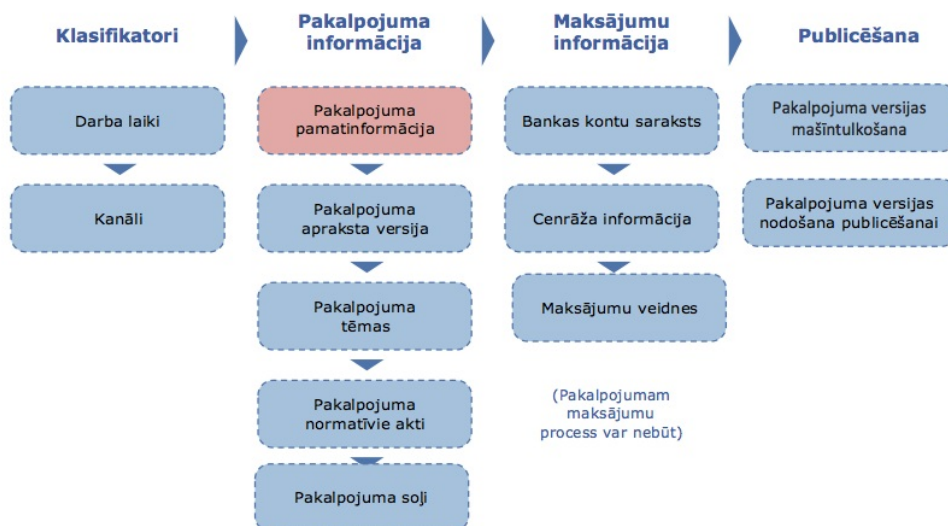 Klasifikatori
Darba laiki
Kanāli
Pakalpojuma
informācija
Pakalpojuma
pamatinformācija
Pakalpojuma
apraksta versija
Pakalpojuma
tēmas
Pakalpojuma
normatīvie akti
Pakalpojuma soļi
Maksājumu
informācija
Bankas kontu saraksts
Cenrāža informācija
Maksājumu veidnes
(Pakalpojumam
maksājumu
process var nebūt)
Publicēšana
Pakalpojuma versijas
mašīntulkošana
Pakalpojuma versijas
nodošana publicēšanai